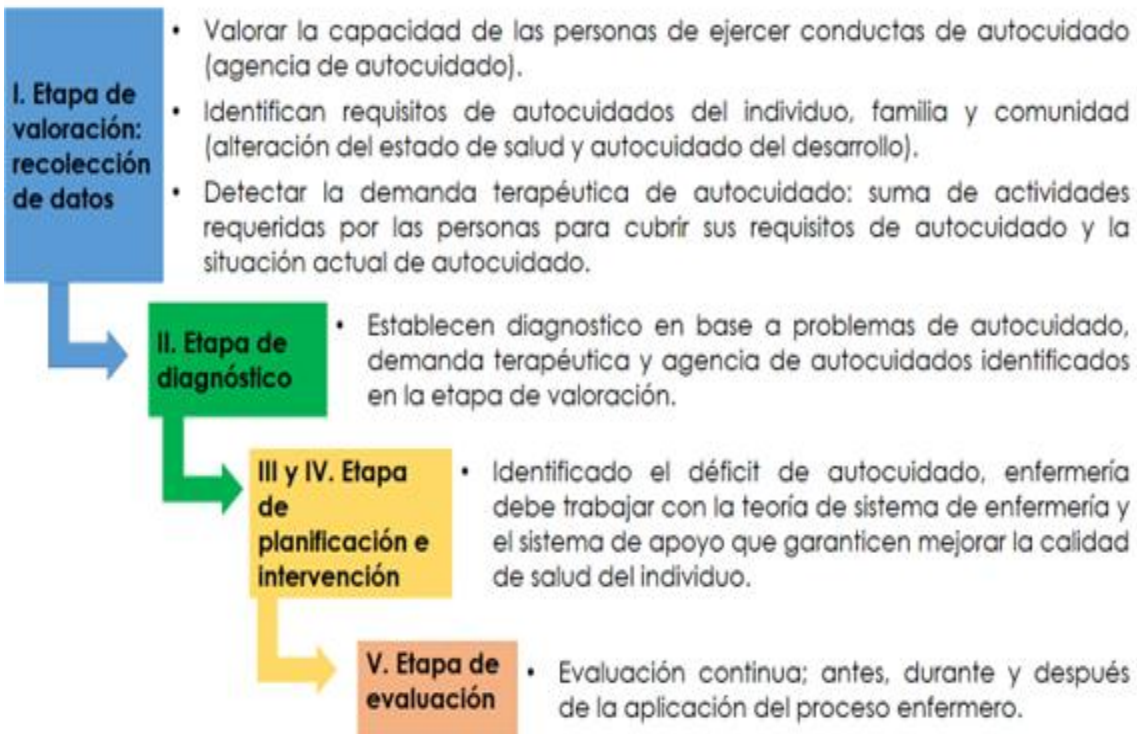 I. Etapa de
valoración:
recolección
de datos
• Valorar la capacidad de las personas de ejercer conductas de autocuidado
(agencia de autocuidado).
• Identifican requisitos de autocuidados del individuo, familia y comunidad
(alteración del estado de salud y autocuidado del desarrollo).
• Detectar la demanda terapéutica de autocuidado: suma de actividades
requeridas por las personas para cubrir sus requisitos de autocuidado y la
situación actual de autocuidado.
II. Etapa de
diagnóstico
• Establecen diagnostico en base a problemas de autocuidado,
demanda terapéutica y agencia de autocuidados identificados
en la etapa de valoración.
III y IV. Etapa
de
planificación e
intervención
• Identificado el déficit de autocuidado, enfermería
debe trabajar con la teoría de sistema de enfermería y
el sistema de apoyo que garanticen mejorar la calidad
de salud del individuo.
V. Etapa de
evaluación
• Evaluación continua; antes, durante y después
de la aplicación del proceso enfermero.